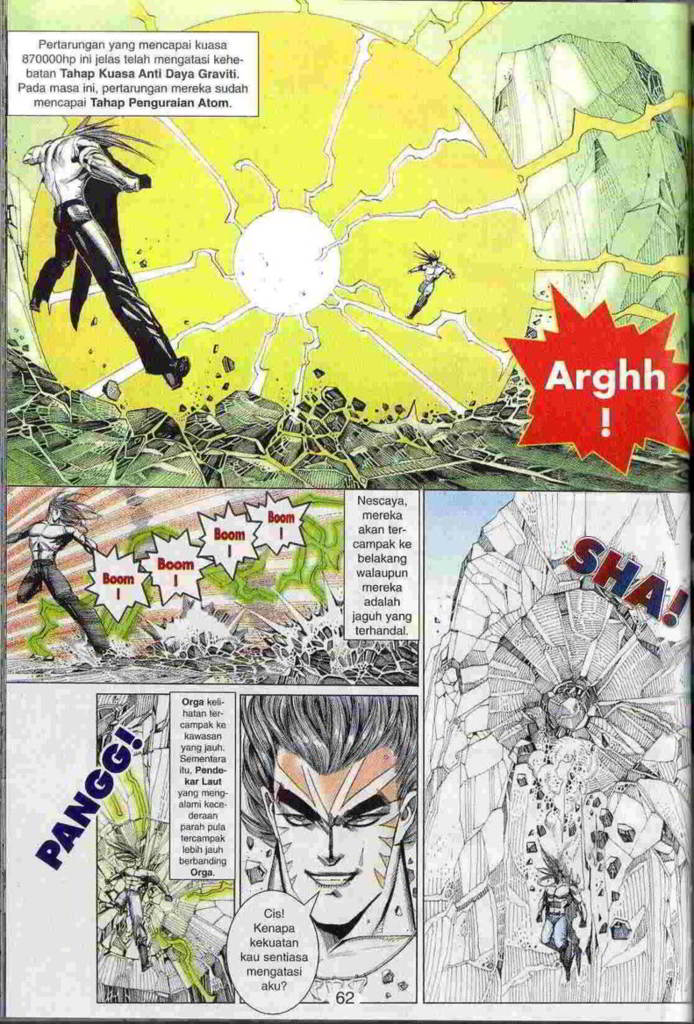 Pertarungan yang mencapai kuasa
870000hp ini jelas telah mengatasi kehe-
batan Tahap Kuasa Anti Daya Graviti.
Pada masa ini, pertarungan mereka sudah
mencapai Tahap Penguraian Atom.
Arghh
!
Boom
!
Boom
!
Boom
!
Boom
!
Nescaya,
mereka
akan ter-
campak ke
belakang
walaupun
mereka
adalah
jaguh yang
terhandal.
SHA!
PANGG!
Orga keli-
hatan ter-
campak ke
kawasan
yang jauh.
Sementara
itu, Pende-
kar Laut
yang meng-
alami kece-
deraan
parah pula
tercampak
lebih jauh
berbanding
Orga.
Cis!
Kenapa
kekuatan
kau sentiasa
mengatasi
aku?
62